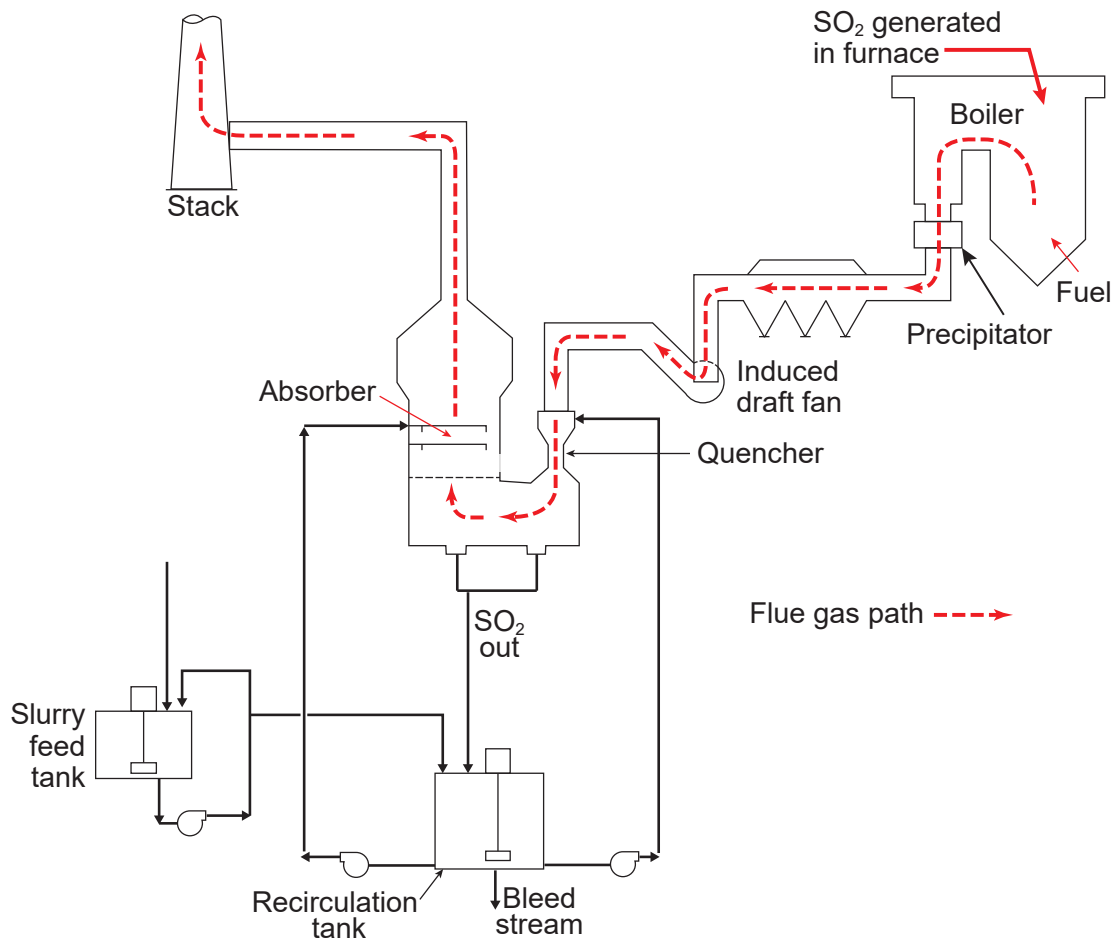 SO₂ generated
in furnace
Boiler
Stack
Fuel
Precipitator
Induced
draft fan
Absorber
Quencher
Flue gas path
SO₂
out
Slurry
feed
tank
Recirculation
tank
Bleed
stream